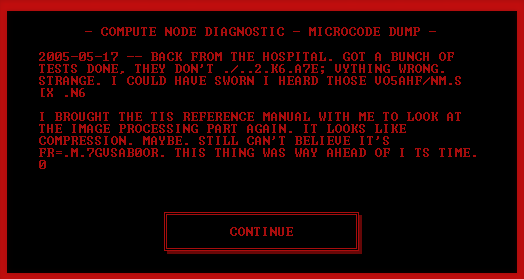 - COMPUTE NODE DIAGNOSTIC - MICROCODE DUMP -
2005-05-17 -- BACK FROM THE HOSPITAL. GOT A BUNCH OF
TESTS DONE, THEY DON'T ./..2.K6.A7E; VYTHING WRONG.
STRANGE. I COULD HAVE SWORN I HEARD THOSE VO5AHF/NM.S
[X .N6
I BROUGHT THE TIS REFERENCE MANUAL WITH ME TO LOOK AT
THE IMAGE PROCESSING PART AGAIN. IT LOOKS LIKE
COMPRESSION. MAYBE. STILL CAN'T BELIEVE IT'S
FR=.M.7GVSAB0OR. THIS THING WAS WAY AHEAD OF I TS TIME.
0
CONTINUE